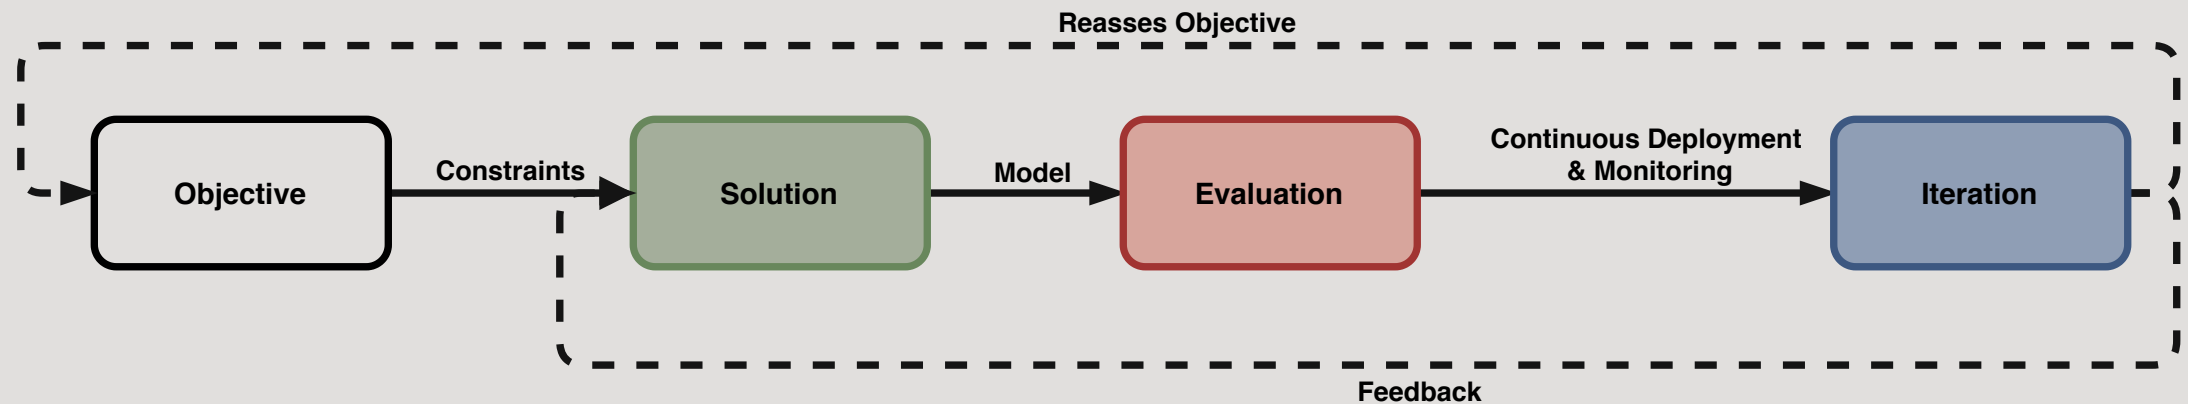 Reasses Objective
Objective
Constraints
Solution
Model
Evaluation
Continuous Deployment
& Monitoring
Iteration
Feedback